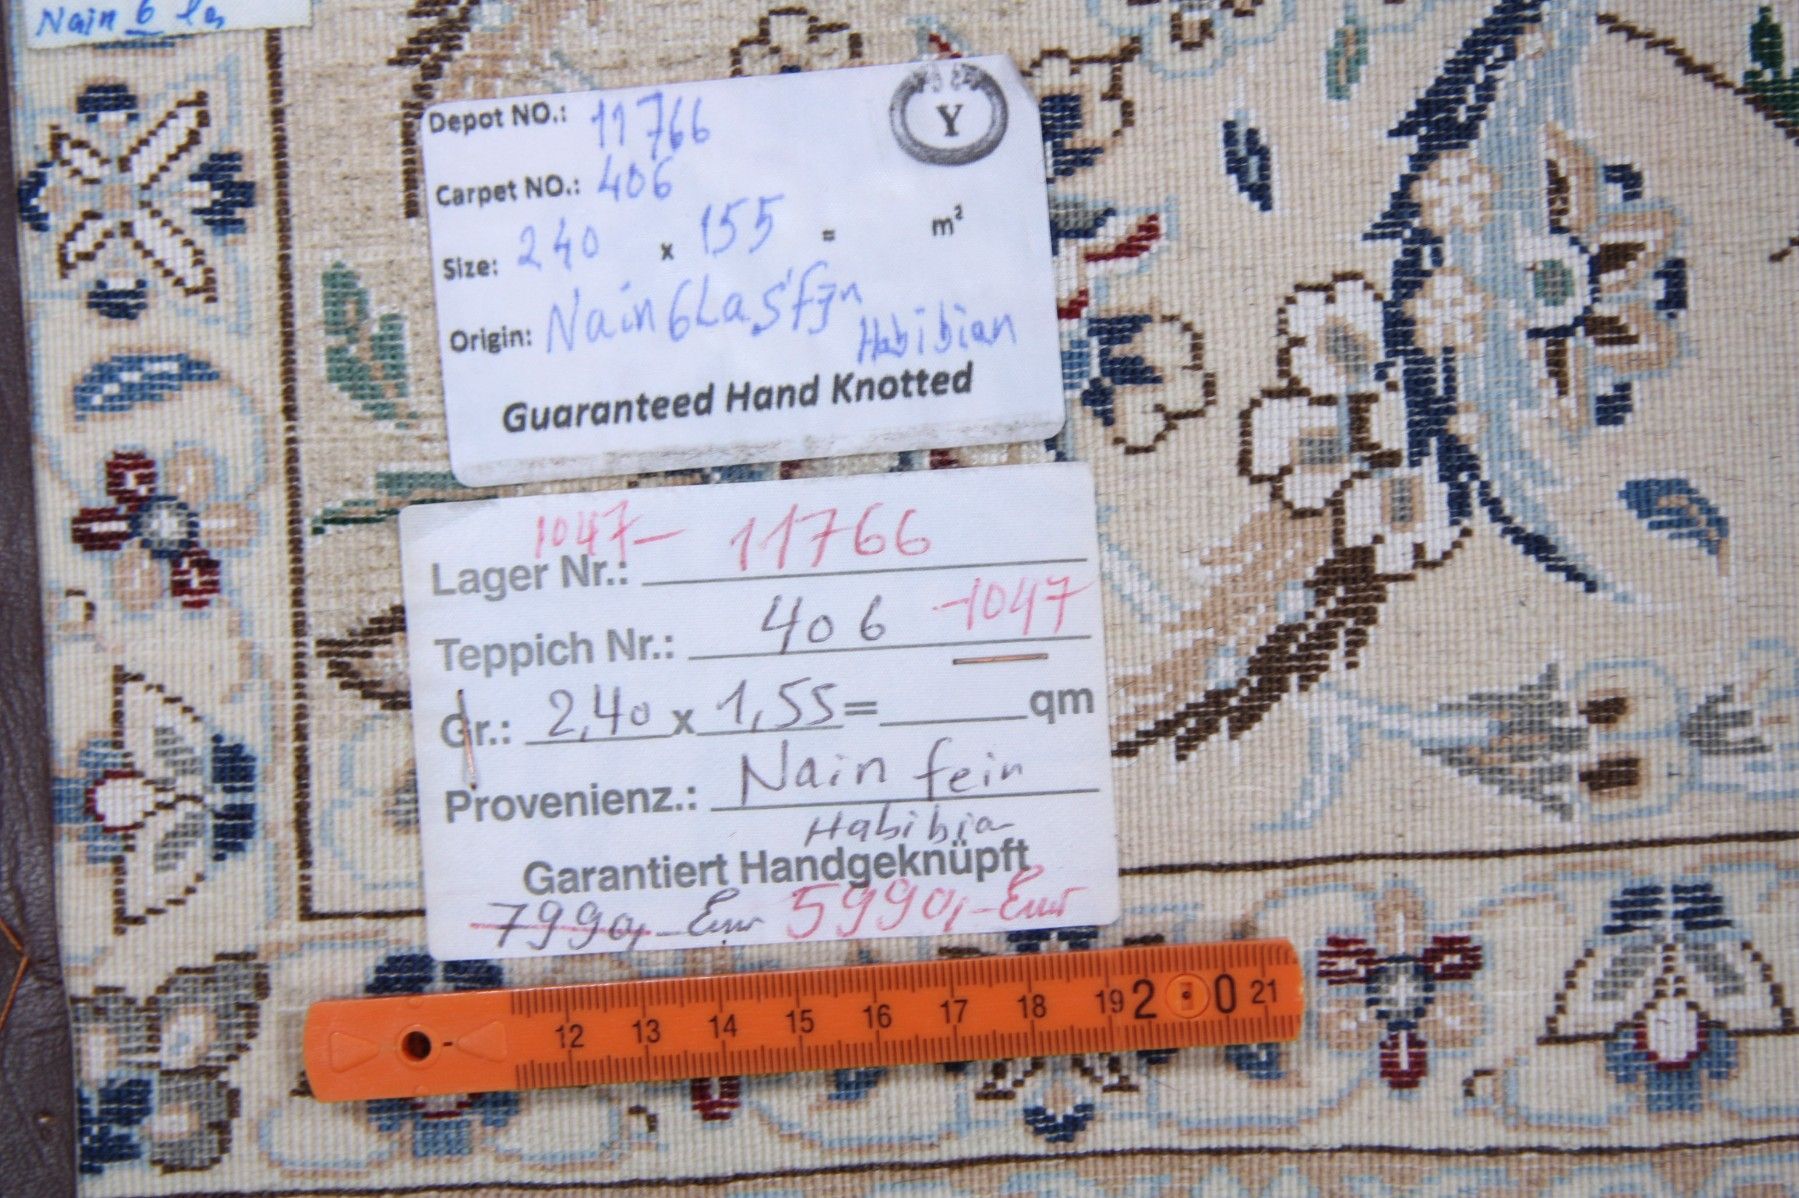 Nain 6 la
Depot NO.: 11766
Y
Carpet NO.: 406
Size: 240 x 155 = m²
Origin: Nain 6La
Habibian
Guaranteed Hand Knotted
1047- 11766
Lager Nr.:
Teppich Nr.: 406 -1047
Gr.: 2,40 x 1,55 = qm
Provenienz.: Nain fein
Habibia
Garantiert Handgeknüpft
7990,- Eur 5990,- Eur
12 13 14 15 16 17 18 19 20 21